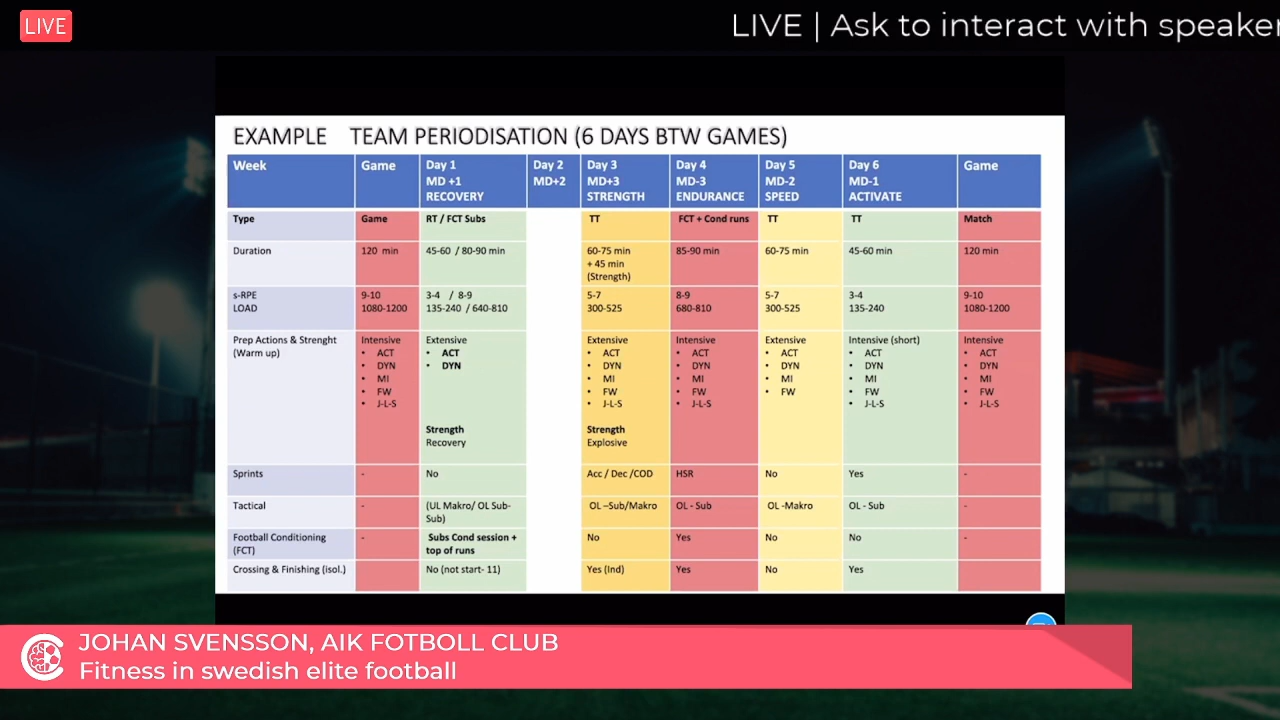 LIVE
LIVE | Ask to interact with speaker
EXAMPLE TEAM PERIODISATION (6 DAYS BTW GAMES)
Week Game Day 1 Day 2 Day 3 Day 4 Day 5 Day 6 Game
MD +1 MD+2 MD+3 MD-3 MD-2 MD-1
RECOVERY STRENGTH ENDURANCE SPEED ACTIVATE
Type Game RT / FCT Subs TT FCT + Cond runs TT TT Match
Duration 120 min 45-60 / 80-90 min 60-75 min 85-90 min 60-75 min 45-60 min 120 min
+ 45 min
(Strength)
s-RPE 9-10 3-4 / 8-9 5-7 8-9 5-7 3-4 9-10
LOAD 1080-1200 135-240 / 640-810 300-525 680-810 300-525 135-240 1080-1200
Prep Actions & Strenght Intensive Extensive Extensive Intensive Extensive Intensive (short) Intensive
(Warm up) • ACT • ACT • ACT • ACT • ACT • ACT • ACT
• DYN • DYN • DYN • DYN • DYN • DYN • DYN
• MI • MI • MI • MI • MI • MI
• FW • FW • FW • FW • FW • FW
• J-L-S • J-L-S • J-L-S • J-L-S • J-L-S
Strength Strength
Recovery Explosive
Sprints - No Acc / Dec /COD HSR No Yes -
Tactical - (UL Makro/ OL Sub- OL –Sub/Makro OL - Sub OL -Makro OL - Sub -
Sub)
Football Conditioning - Subs Cond session + No Yes No No -
(FCT) top of runs
Crossing & Finishing (isol.) No (not start- 11) Yes (Ind) Yes No Yes
JOHAN SVENSSON, AIK FOTBOLL CLUB
Fitness in swedish elite football